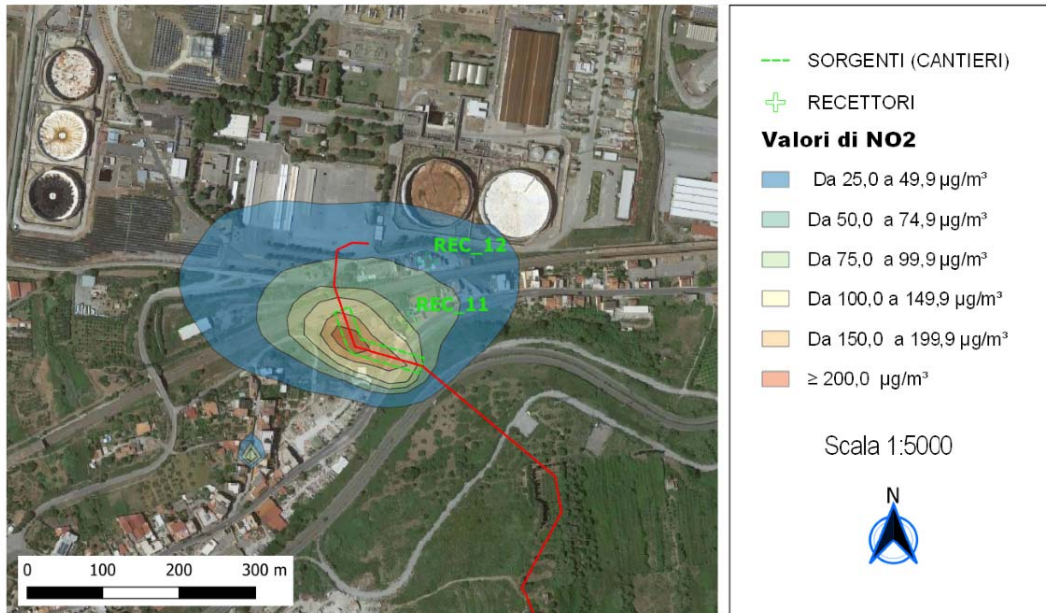 REC_12
REC_11
0 100 200 300 m
SORGENTI (CANTIERI)
RECETTORI
Valori di NO2
Da 25,0 a 49,9 µg/m³
Da 50,0 a 74,9 µg/m³
Da 75,0 a 99,9 µg/m³
Da 100,0 a 149,9 µg/m³
Da 150,0 a 199,9 µg/m³
≥ 200,0 µg/m³
Scala 1:5000
N